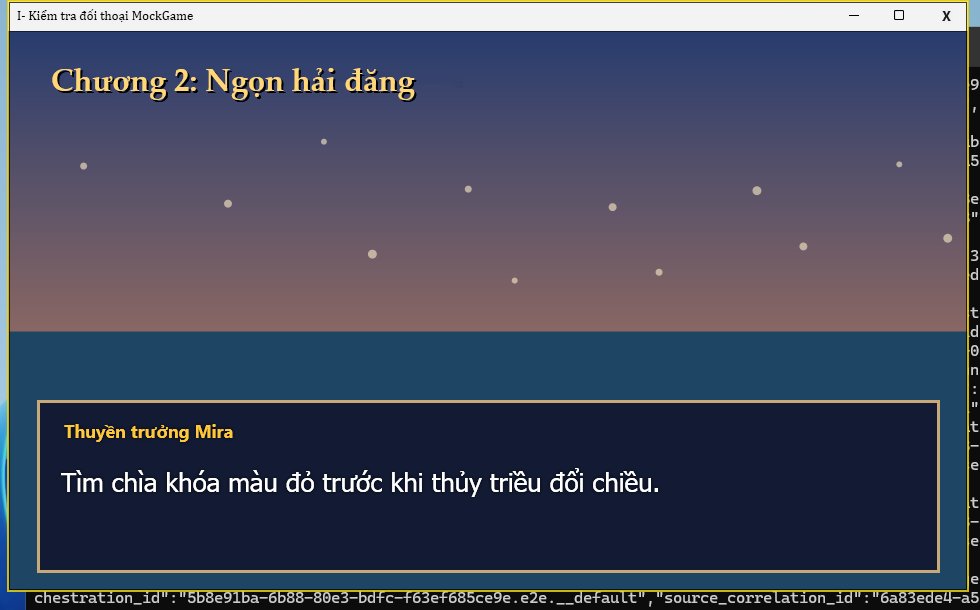 I- Kiểm tra đối thoại MockGame
Chương 2: Ngọn hải đăng
Thuyền trưởng Mira
Tìm chìa khóa màu đỏ trước khi thủy triều đổi chiều.
chestration_id":"5b8e91ba-6b88-80e3-bdfc-f63ef685ce9e.e2e.__default","source_correlation_id":"6a83ede4-a6